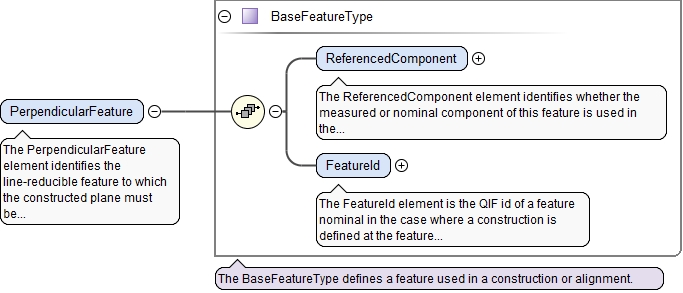 BaseFeatureType
ReferencedComponent
The ReferencedComponent element identifies whether the
measured or nominal component of this feature is used in
the...
PerpendicularFeature
The PerpendicularFeature
element identifies the
line-reducible feature to which
the constructed plane must
be...
FeatureId
The FeatureId element is the QIF id of a feature
nominal in the case where a construction is
defined at the feature...
The BaseFeatureType defines a feature used in a construction or alignment.